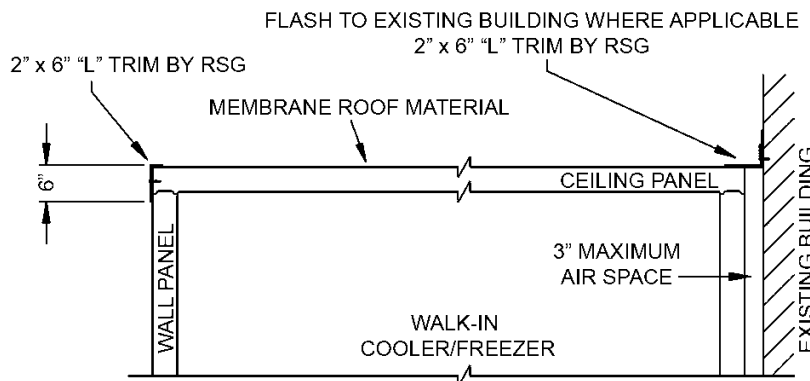 FLASH TO EXISTING BUILDING WHERE APPLICABLE
2” x 6” “L” TRIM BY RSG
2” x 6” “L” TRIM BY RSG
MEMBRANE ROOF MATERIAL
6”
CEILING PANEL
WALL PANEL
3” MAXIMUM
AIR SPACE
EXISTING BUILDING
WALK-IN
COOLER/FREEZER